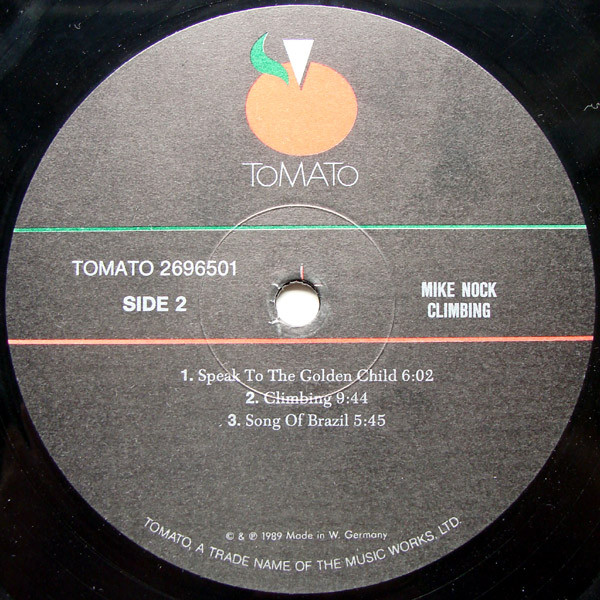 TOMATO
TOMATO 2696501
SIDE 2
MIKE NOCK
CLIMBING
1. Speak To The Golden Child 6:02
2. Climbing 9:44
3. Song Of Brazil 5:45
© & ℗ 1989 Made in W. Germany
TOMATO, A TRADE NAME OF THE MUSIC WORKS, LTD.